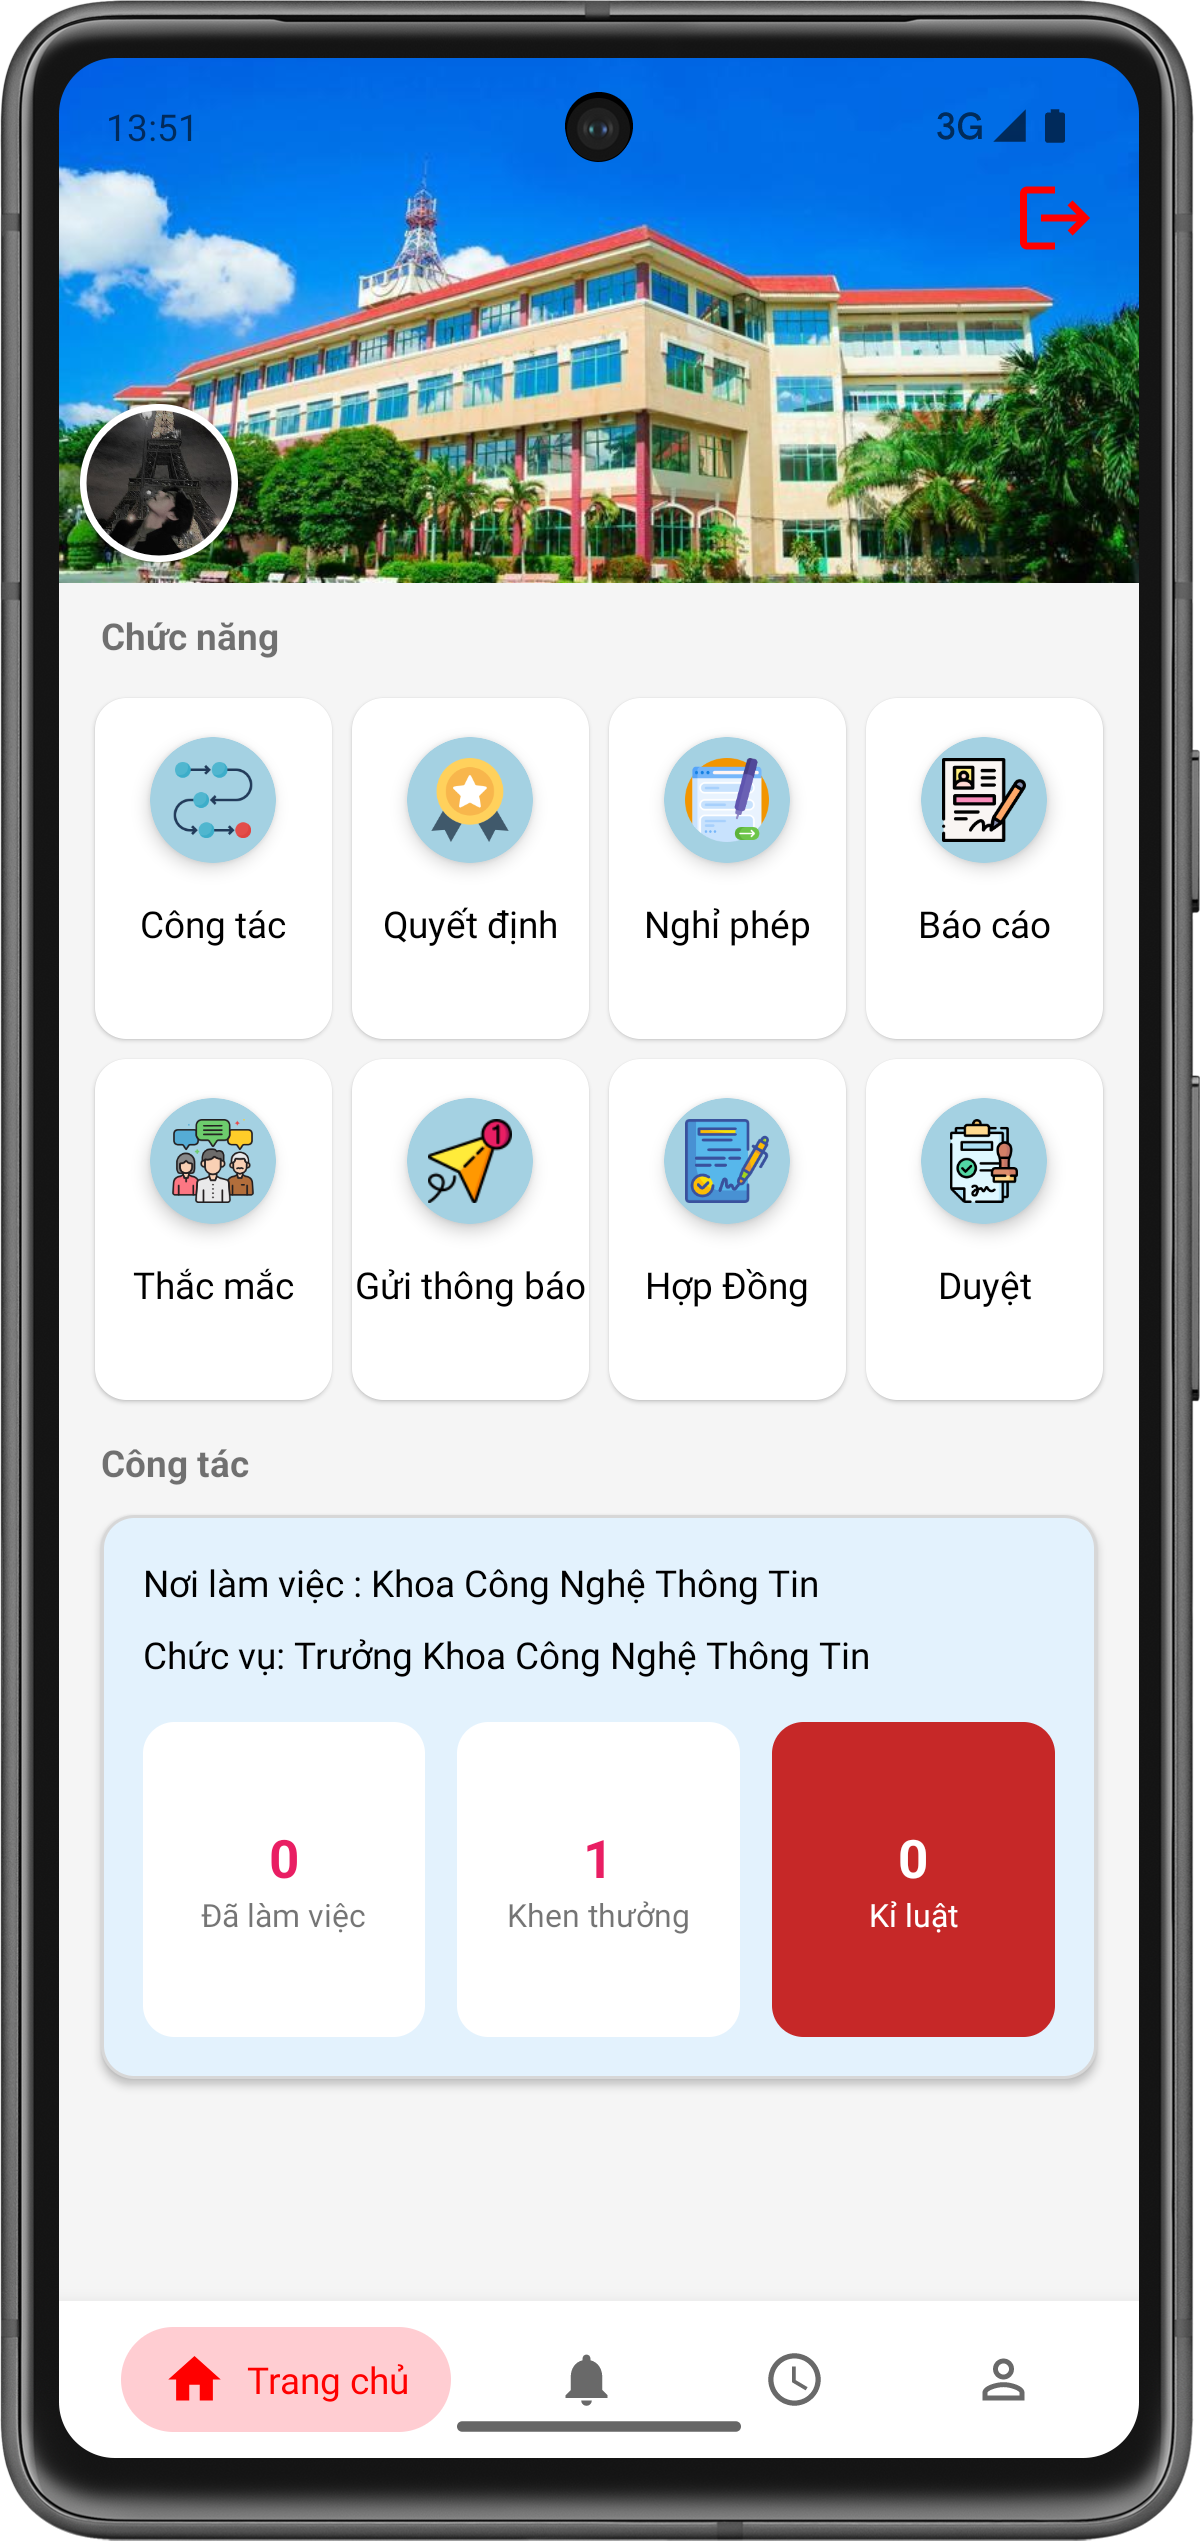 13:51
3G
Chức năng
Công tác
Quyết định
Nghỉ phép
Báo cáo
1
Thắc mắc
Gửi thông báo
Hợp Đồng
Duyệt
Công tác
Nơi làm việc : Khoa Công Nghệ Thông Tin
Chức vụ: Trưởng Khoa Công Nghệ Thông Tin
0
Đã làm việc
1
Khen thưởng
0
Kỉ luật
Trang chủ